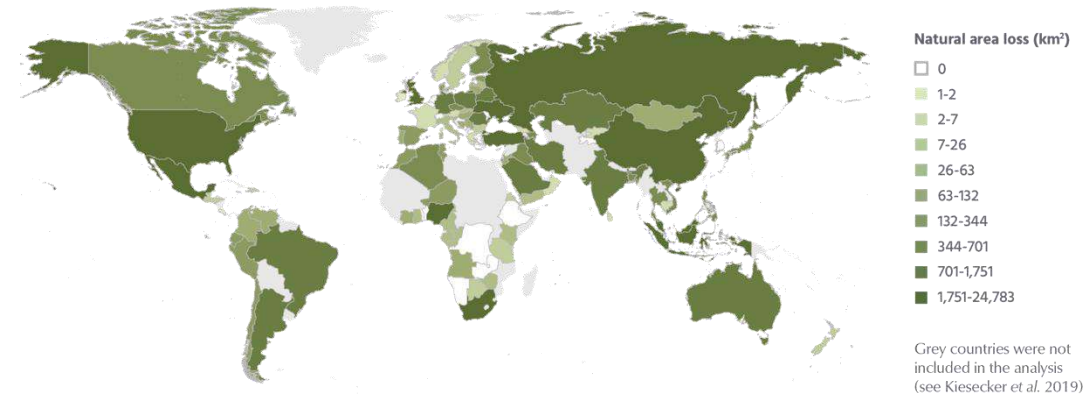 Natural area loss (km²)
0
1-2
2-7
7-26
26-63
63-132
132-344
344-701
701-1,751
1,751-24,783
Grey countries were not
included in the analysis
(see Kiesecker et al. 2019)